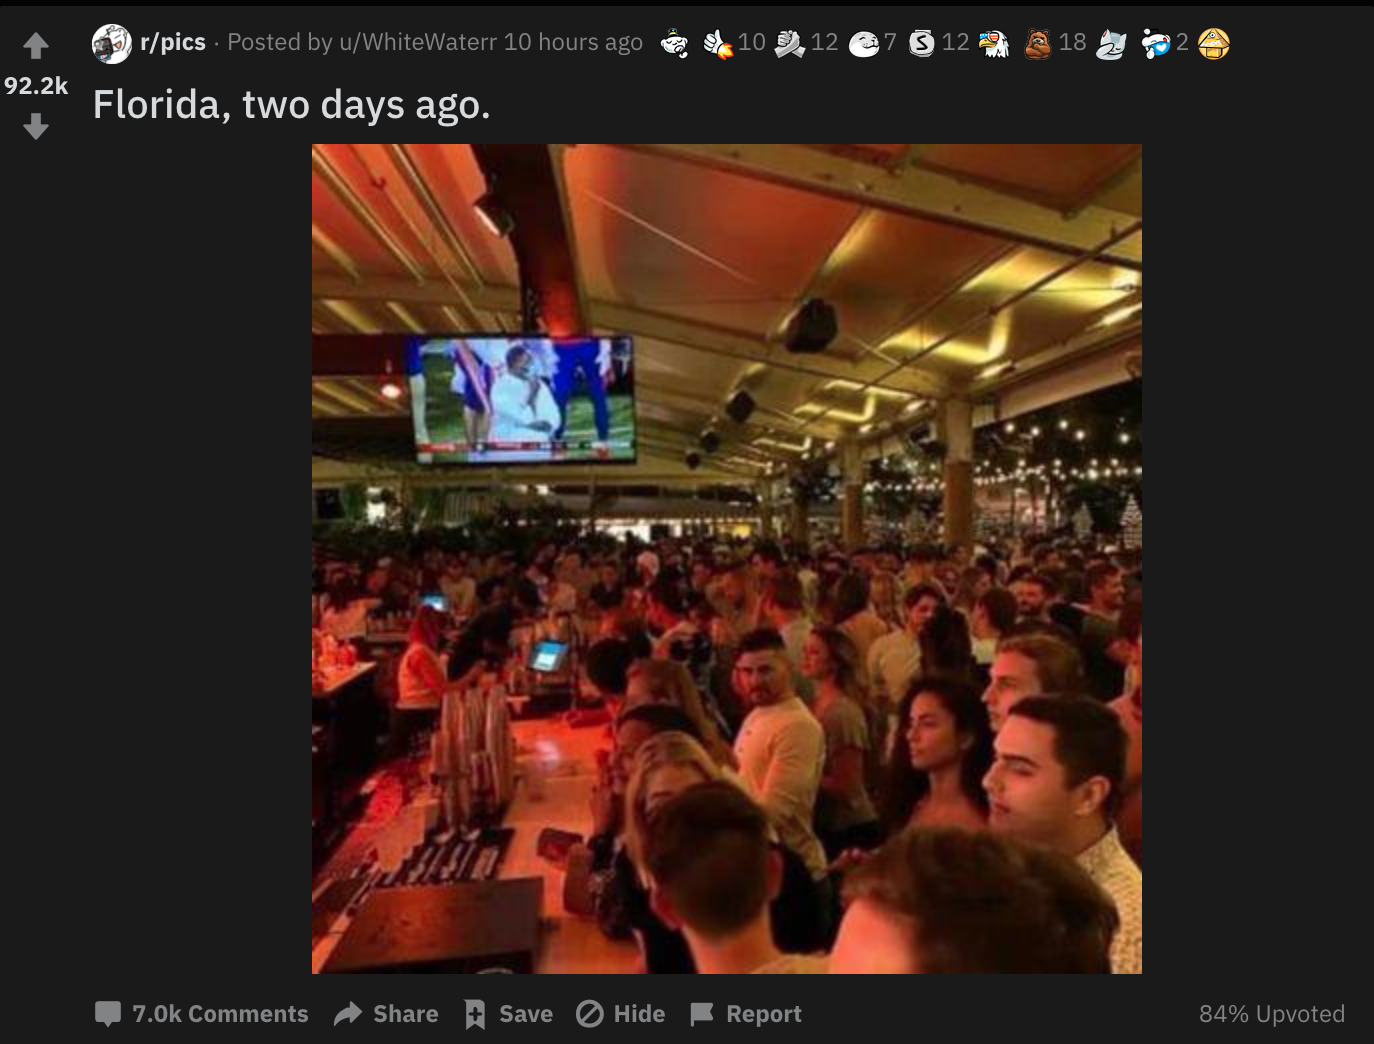 r/pics · Posted by u/WhiteWaterr 10 hours ago 10 12 7 S 12 18 2
92.2k
Florida, two days ago.
7.0k Comments Share Save Hide Report 84% Upvoted